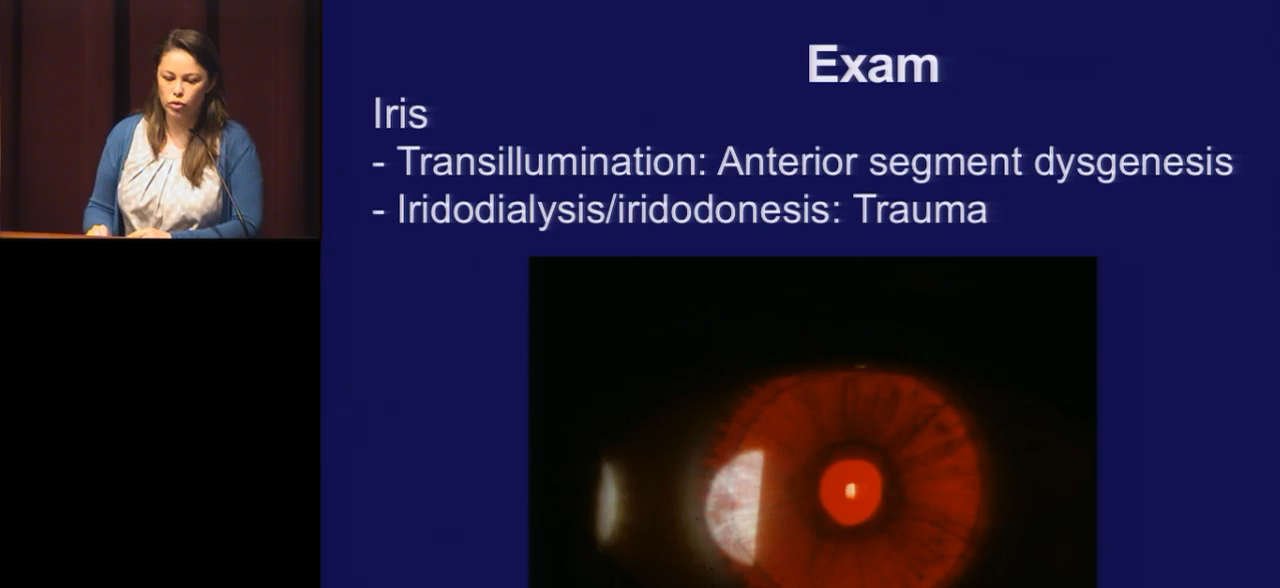 Exam
Iris
- Transillumination: Anterior segment dysgenesis
- Iridodialysis/iridodonesis: Trauma